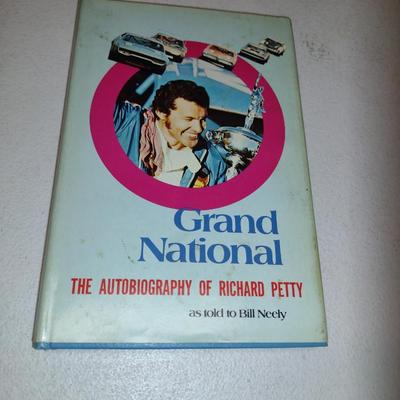 Grand
National
THE AUTOBIOGRAPHY OF RICHARD PETTY
as told to Bill Neely